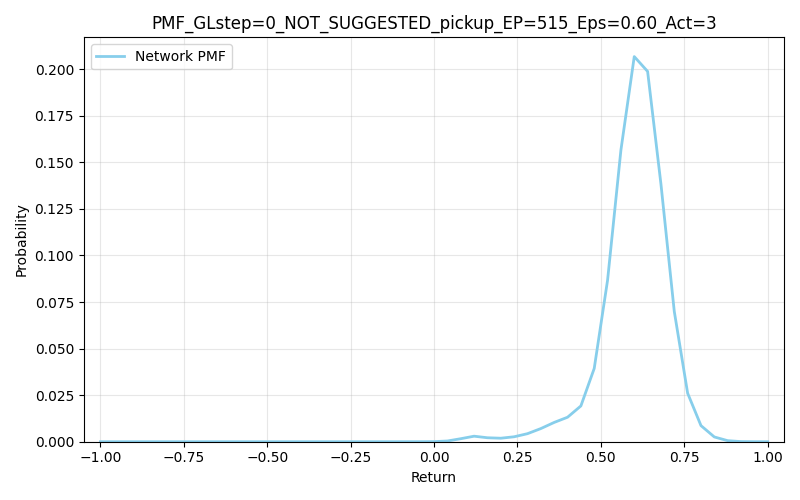 PMF_GLstep=0_NOT_SUGGESTED_pickup_EP=515_Eps=0.60_Act=3
Network PMF
0.200
0.175
0.150
0.125
0.100
0.075
0.050
0.025
0.000
Probability
−1.00 −0.75 −0.50 −0.25 0.00 0.25 0.50 0.75 1.00
Return